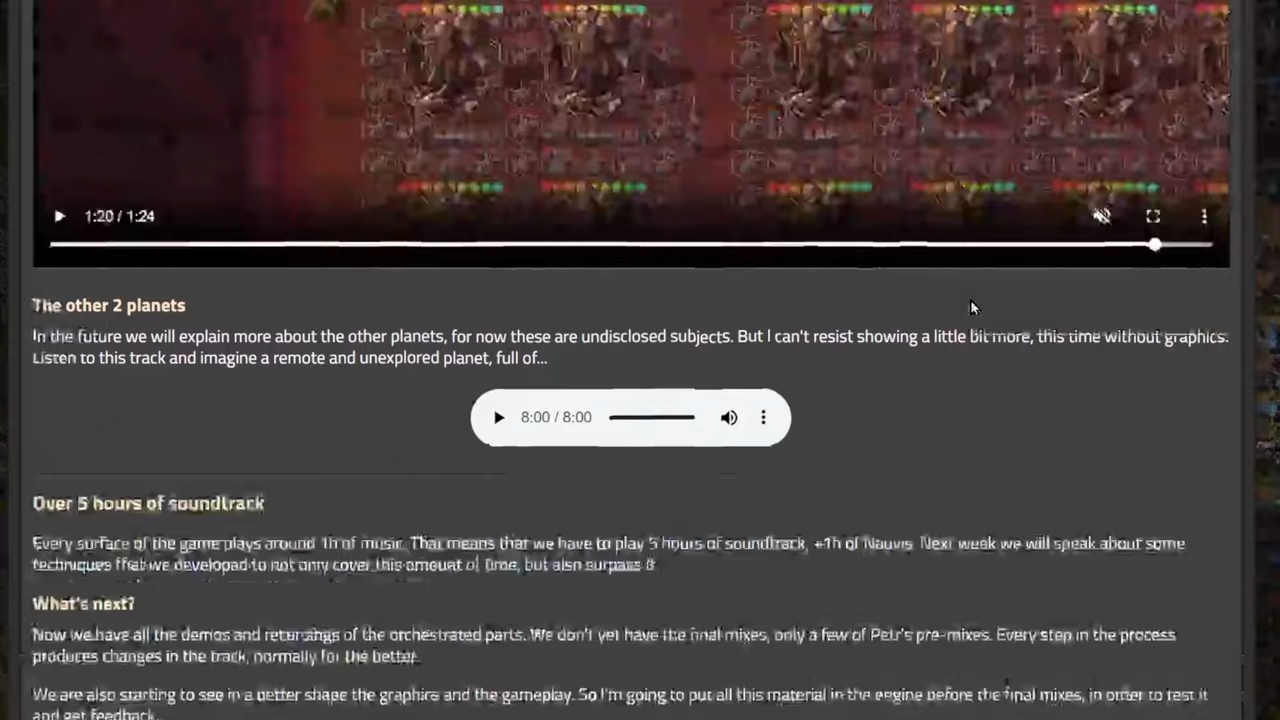 1:20 / 1:24
The other 2 planets
In the future we will explain more about the other planets, for now these are undisclosed subjects. But I can't resist showing a little bit more, this time without graphics.
Listen to this track and imagine a remote and unexplored planet, full of...
8:00 / 8:00
Over 5 hours of soundtrack
Every surface of the game plays around 1h of music. That means that we have to play 5 hours of soundtrack, +1h of Nauvis. Next week we will speak about some
techniques we developed to not only cover this amount of time, but also surpass it
What's next?
Now we have all the demos and of the orchestrated parts. We don't yet have the final mixes, only a few of Petr's pre-mixes. Every step in the process
produces changes in the track, normally for the better.
We are also starting to see in a better shape the graphics and the gameplay. So I'm going to put all this material in the engine before the final mixes, in order to test it
and get feedback.